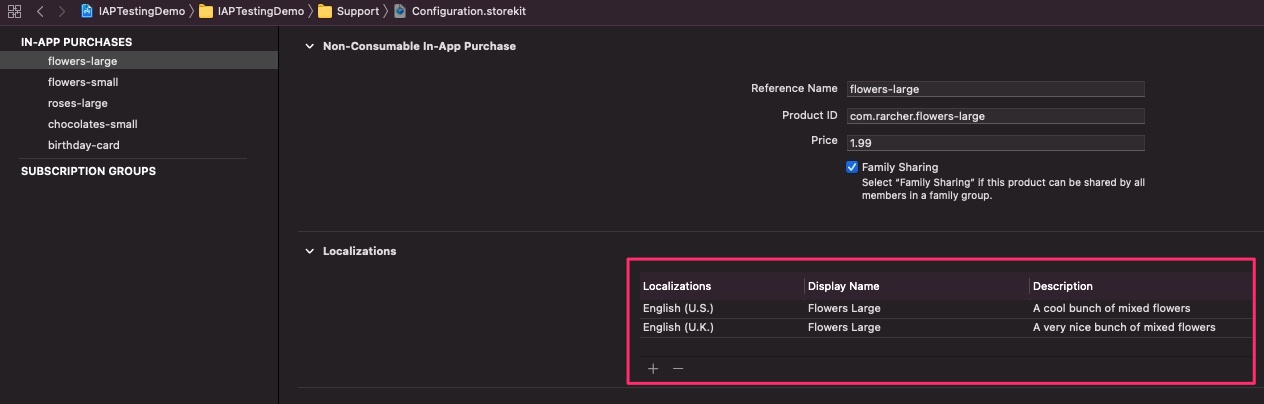 IAPTestingDemo IAPTestingDemo Support Configuration.storekit
IN-APP PURCHASES
flowers-large
flowers-small
roses-large
chocolates-small
birthday-card
SUBSCRIPTION GROUPS
Non-Consumable In-App Purchase
Reference Name flowers-large
Product ID com.rarcher.flowers-large
Price 1.99
Family Sharing
Select “Family Sharing” if this product can be shared by all
members in a family group.
Localizations
Localizations Display Name Description
English (U.S.) Flowers Large A cool bunch of mixed flowers
English (U.K.) Flowers Large A very nice bunch of mixed flowers